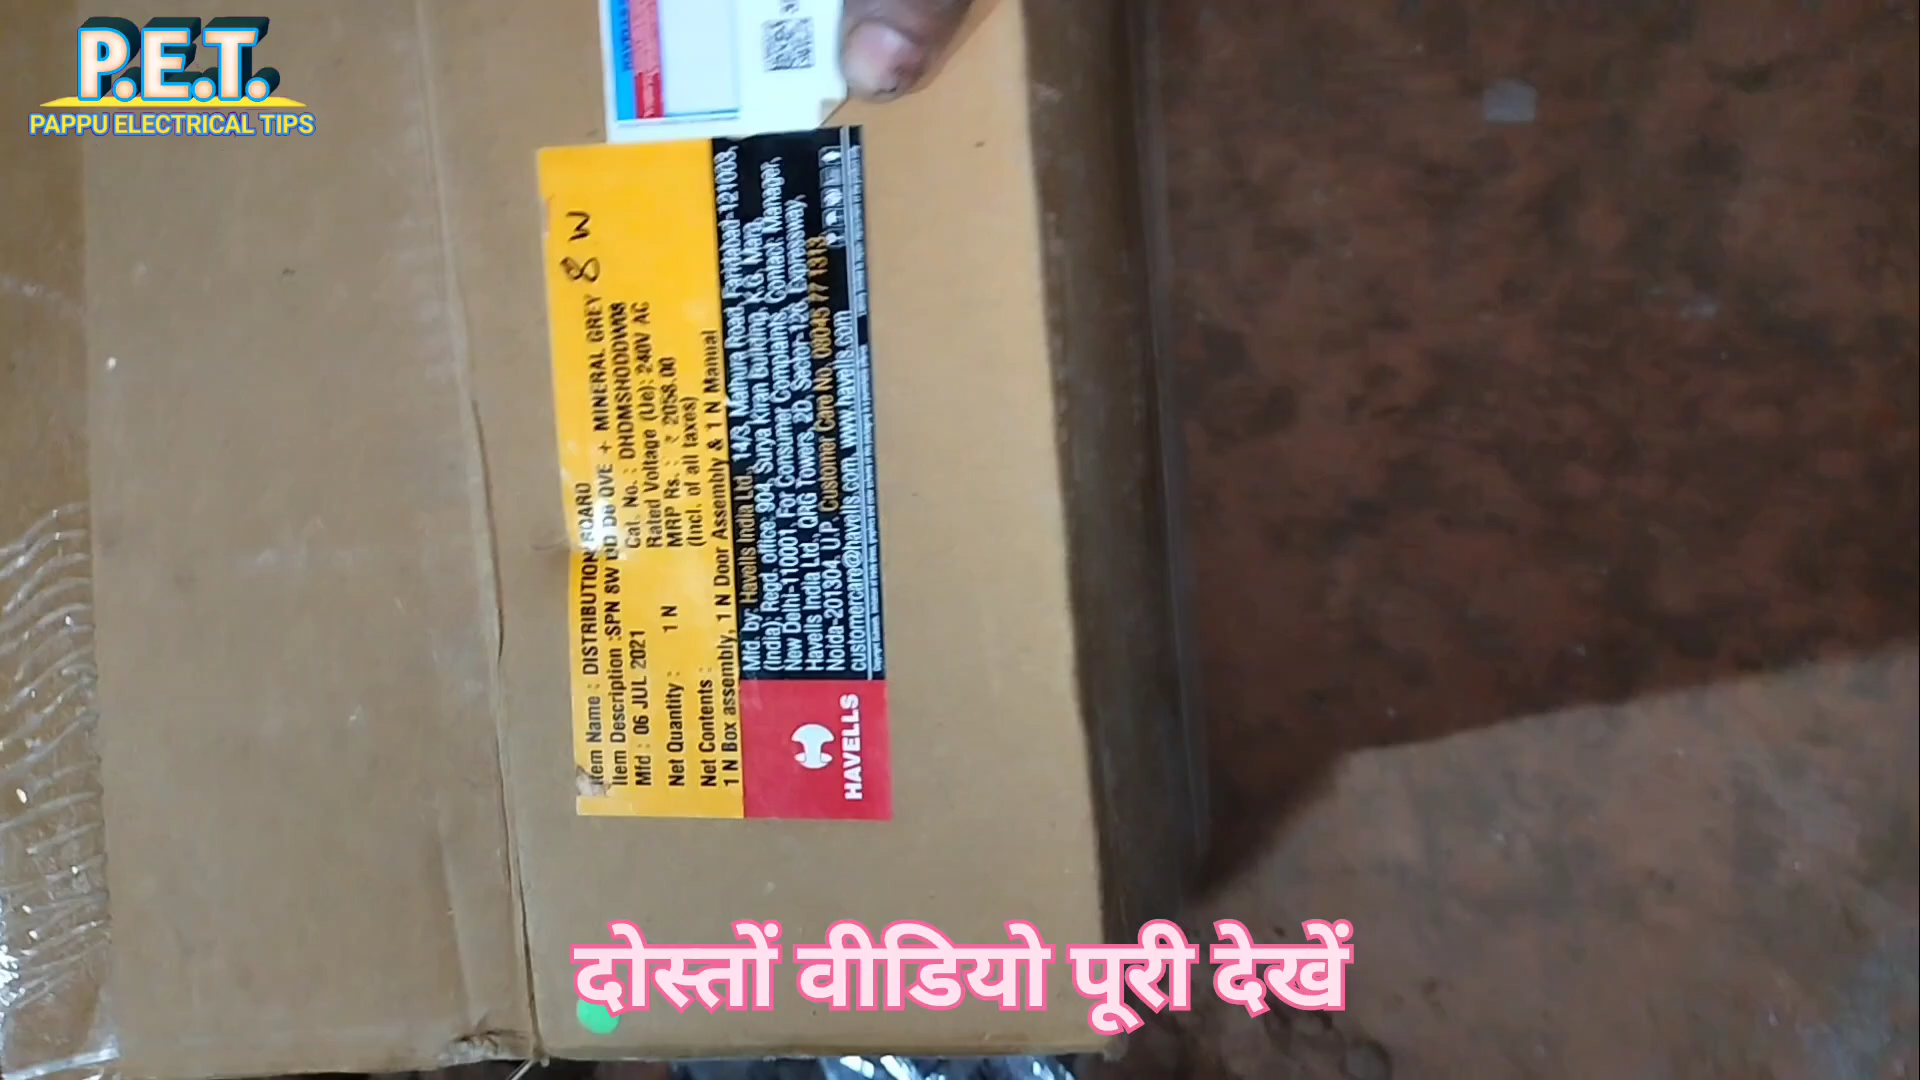 P.E.T.
PAPPU ELECTRICAL TIPS
8 W
Item Name : DISTRIBUTION BOARD
Item Description :SPN 8W DD DB QVE + MINERAL GREY
Mfd : 06 JUL 2021 Cat. No. : DHDMSHODDW08
Rated Voltage (Ue): 240V AC
Net Quantity : 1 N MRP Rs. : ₹ 2058.00
(Incl. of all taxes)
Net Contents :
1 N Box assembly, 1 N Door Assembly & 1 N Manual
Mfd by: Havells India Ltd., 14/3, Mathura Road, Faridabad-121003,
(India); Regd. office: 904, Surya Kiran Building, K.G. Marg,
New Delhi-110001. For Consumer Complaints, Contact: Manager,
Havells India Ltd., QRG Towers, 2D, Sector-126, Expressway,
Noida-201304, U.P. Customer Care No. 08045 77 1313
customercare@havells.com www.havells.com
HAVELLS
दोस्तों वीडियो पूरी देखें